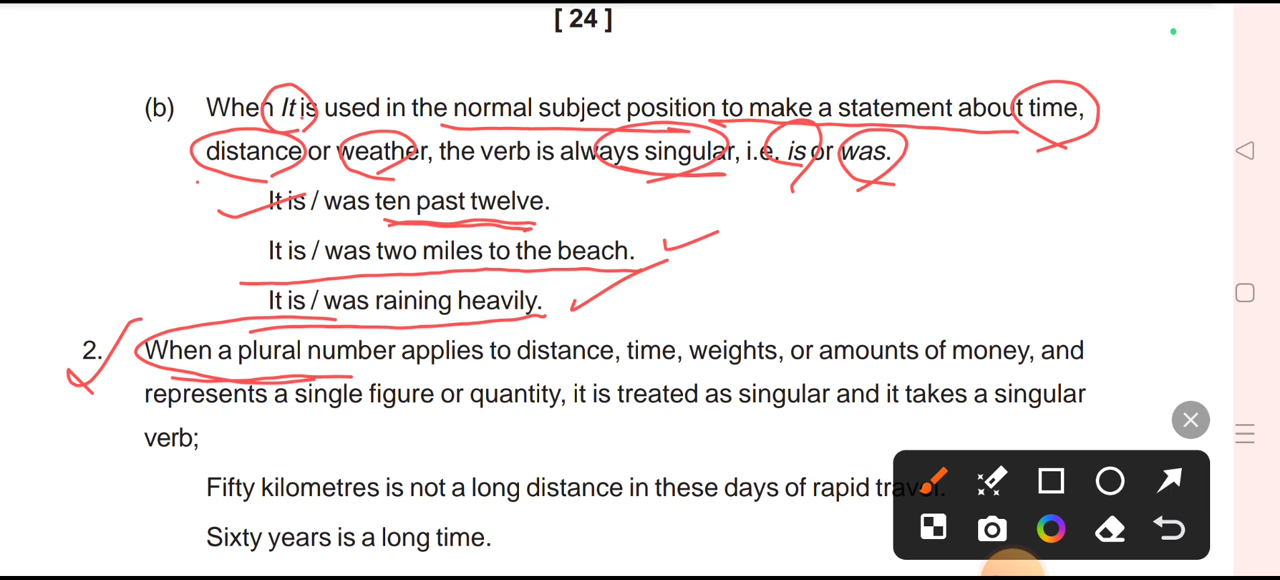 [ 24 ]
(b) When It is used in the normal subject position to make a statement about time,
distance or weather, the verb is always singular, i.e. is or was.
It is / was ten past twelve.
It is / was two miles to the beach.
It is / was raining heavily.
2. When a plural number applies to distance, time, weights, or amounts of money, and
represents a single figure or quantity, it is treated as singular and it takes a singular
verb;
Fifty kilometres is not a long distance in these days of rapid travel.
Sixty years is a long time.